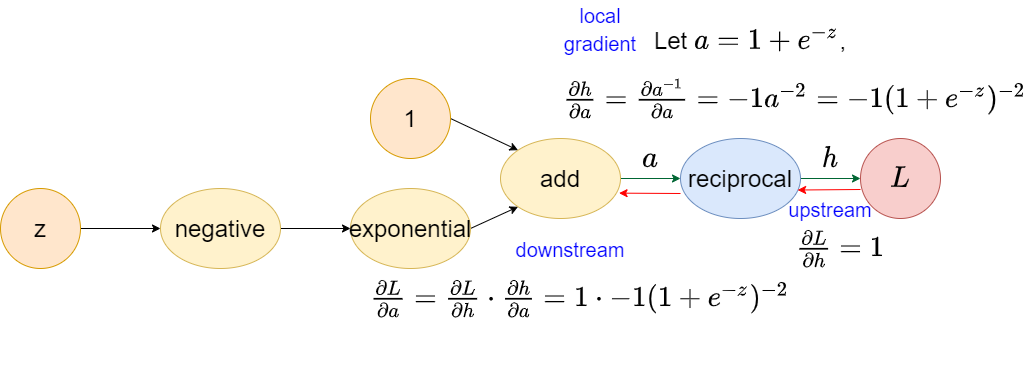 local
gradient
Let a = 1 + e^{-z},
\frac{\partial h}{\partial a} = \frac{\partial a^{-1}}{\partial a} = -1a^{-2} = -1(1 + e^{-z})^{-2}
1
add
a
reciprocal
h
L
z
negative
exponential
upstream
\frac{\partial L}{\partial h} = 1
downstream
\frac{\partial L}{\partial a} = \frac{\partial L}{\partial h} \cdot \frac{\partial h}{\partial a} = 1 \cdot -1(1 + e^{-z})^{-2}